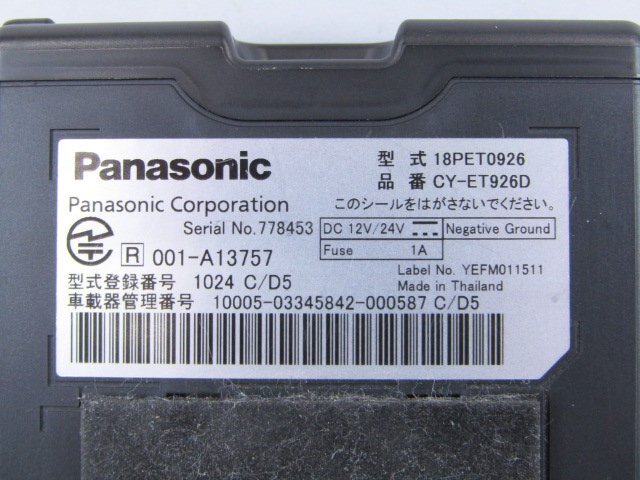 Panasonic
型 式 18PET0926
品 番 CY-ET926D
Panasonic Corporation
このシールをはがさないでください。
Serial No.778453
DC 12V/24V
Negative Ground
Fuse 1A
R 001-A13757
Label No. YEFM011511
Made in Thailand
型式登録番号 1024 C/D5
車載器管理番号 10005-03345842-000587 C/D5